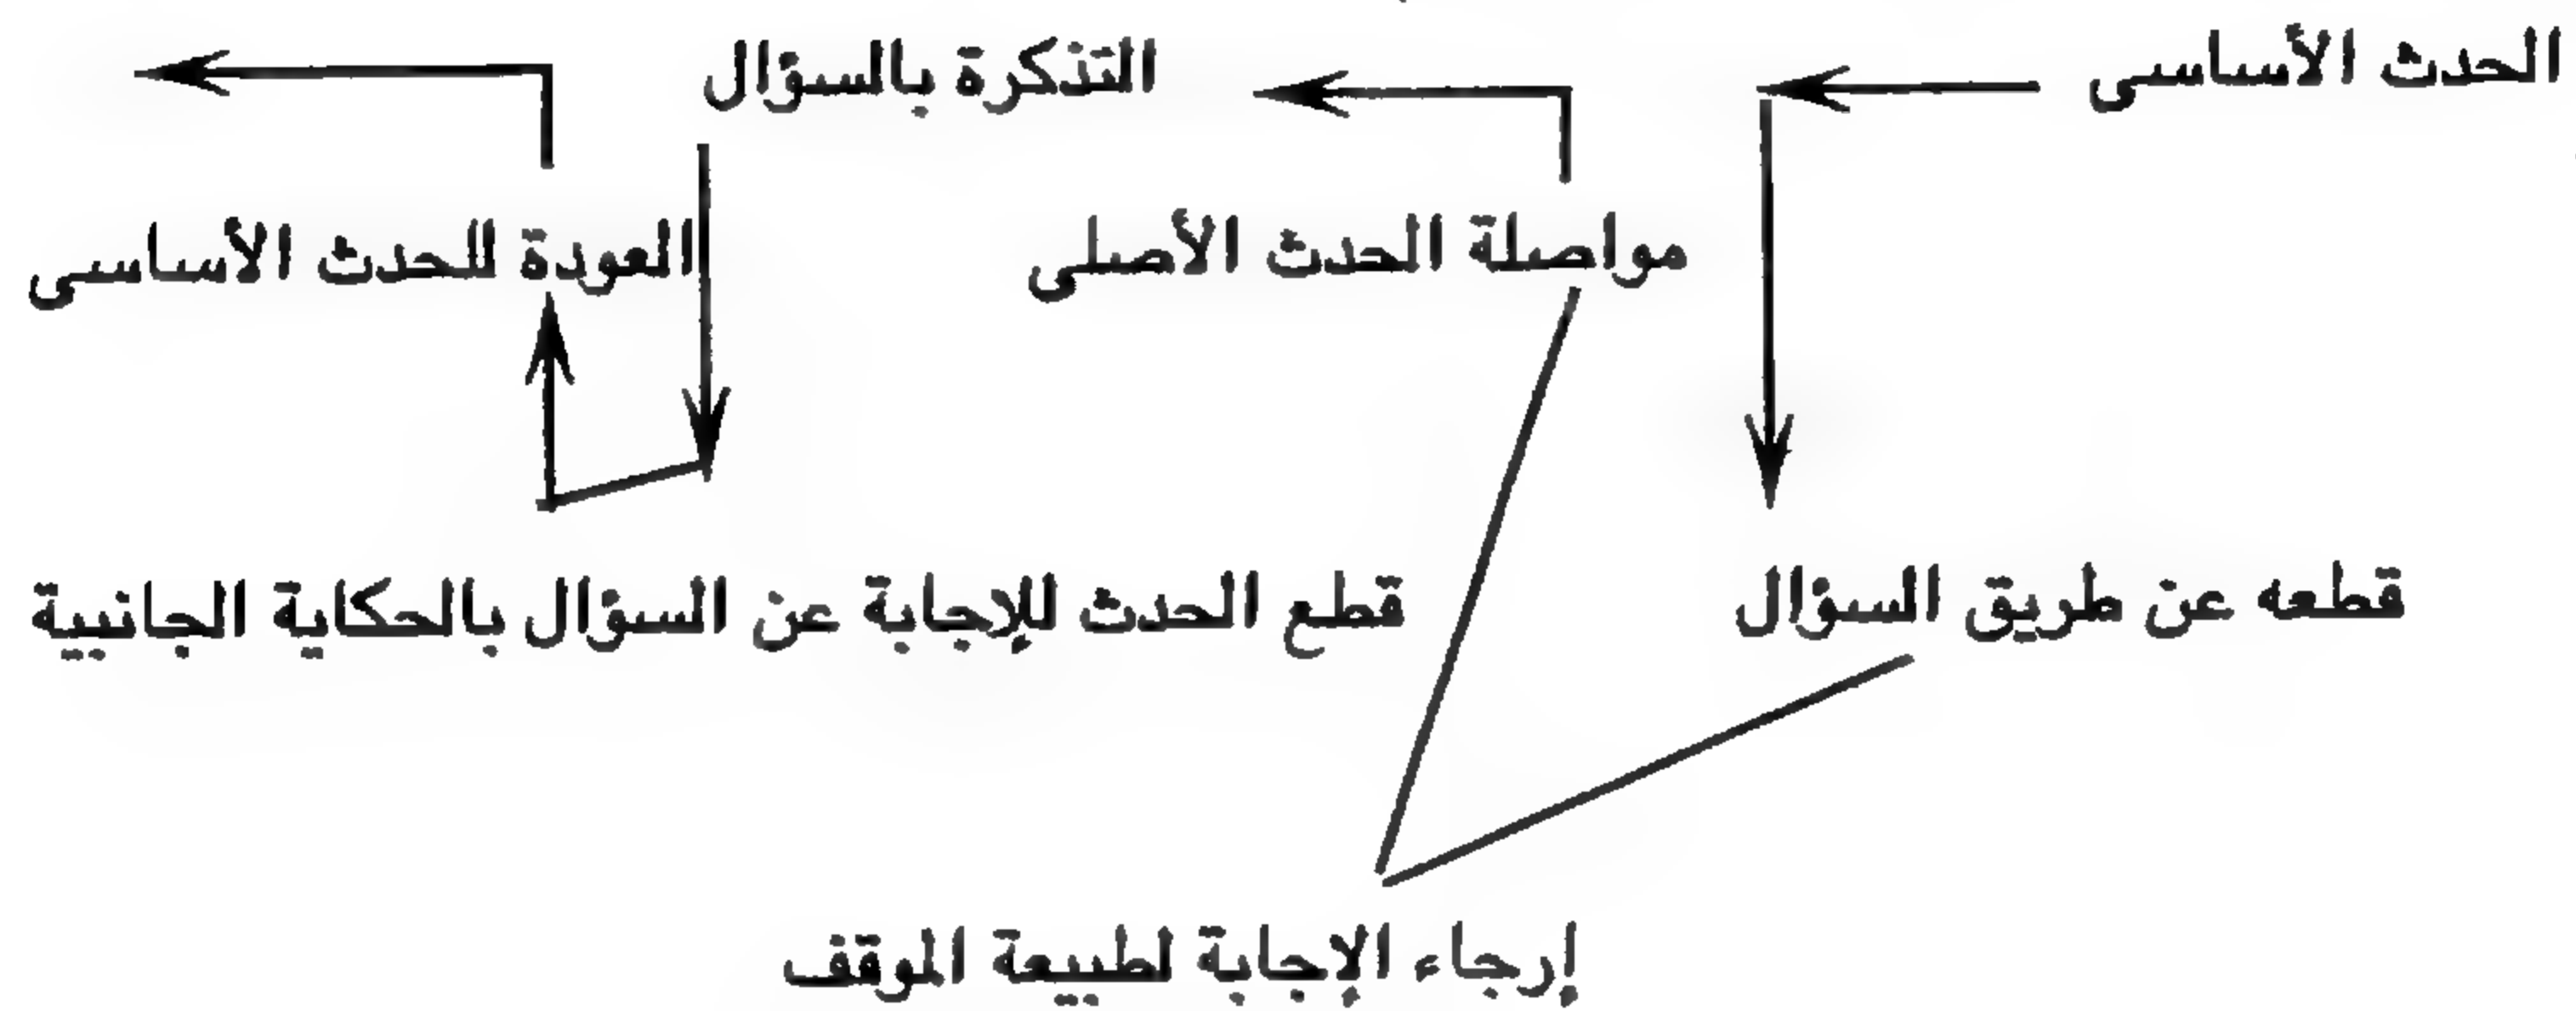 الحدث الأساسى
التذكرة بالسؤال
مواصلة الحدث الأصلى
العودة للحدث الأساسى
قطعه عن طريق السؤال
قطع الحدث للإجابة عن السؤال بالحكاية الجانبية
إرجاء الإجابة لطبيعة الموقف